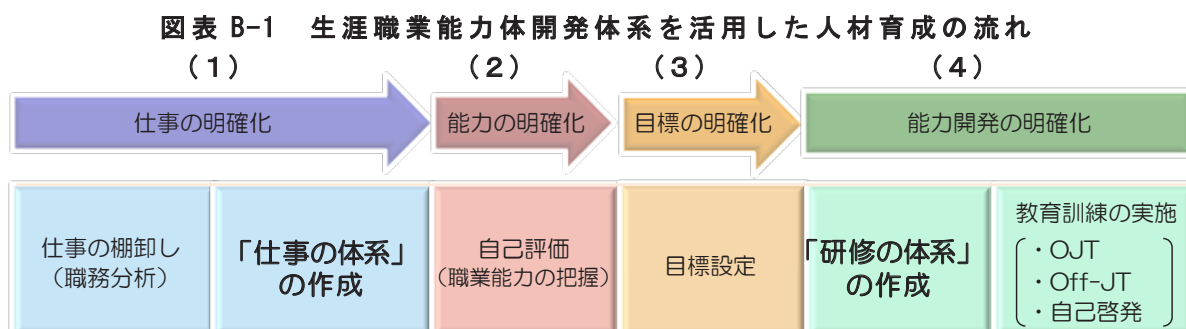 図表 B-1 生涯職業能力体開発体系を活用した人材育成の流れ
（１） （２） （３） （４）
仕事の明確化 能力の明確化 目標の明確化 能力開発の明確化
仕事の棚卸し
（職務分析）
「仕事の体系」
の作成
自己評価
（職業能力の把握）
目標設定
「研修の体系」
の作成
教育訓練の実施
・OJT
・Off-JT
・自己啓発